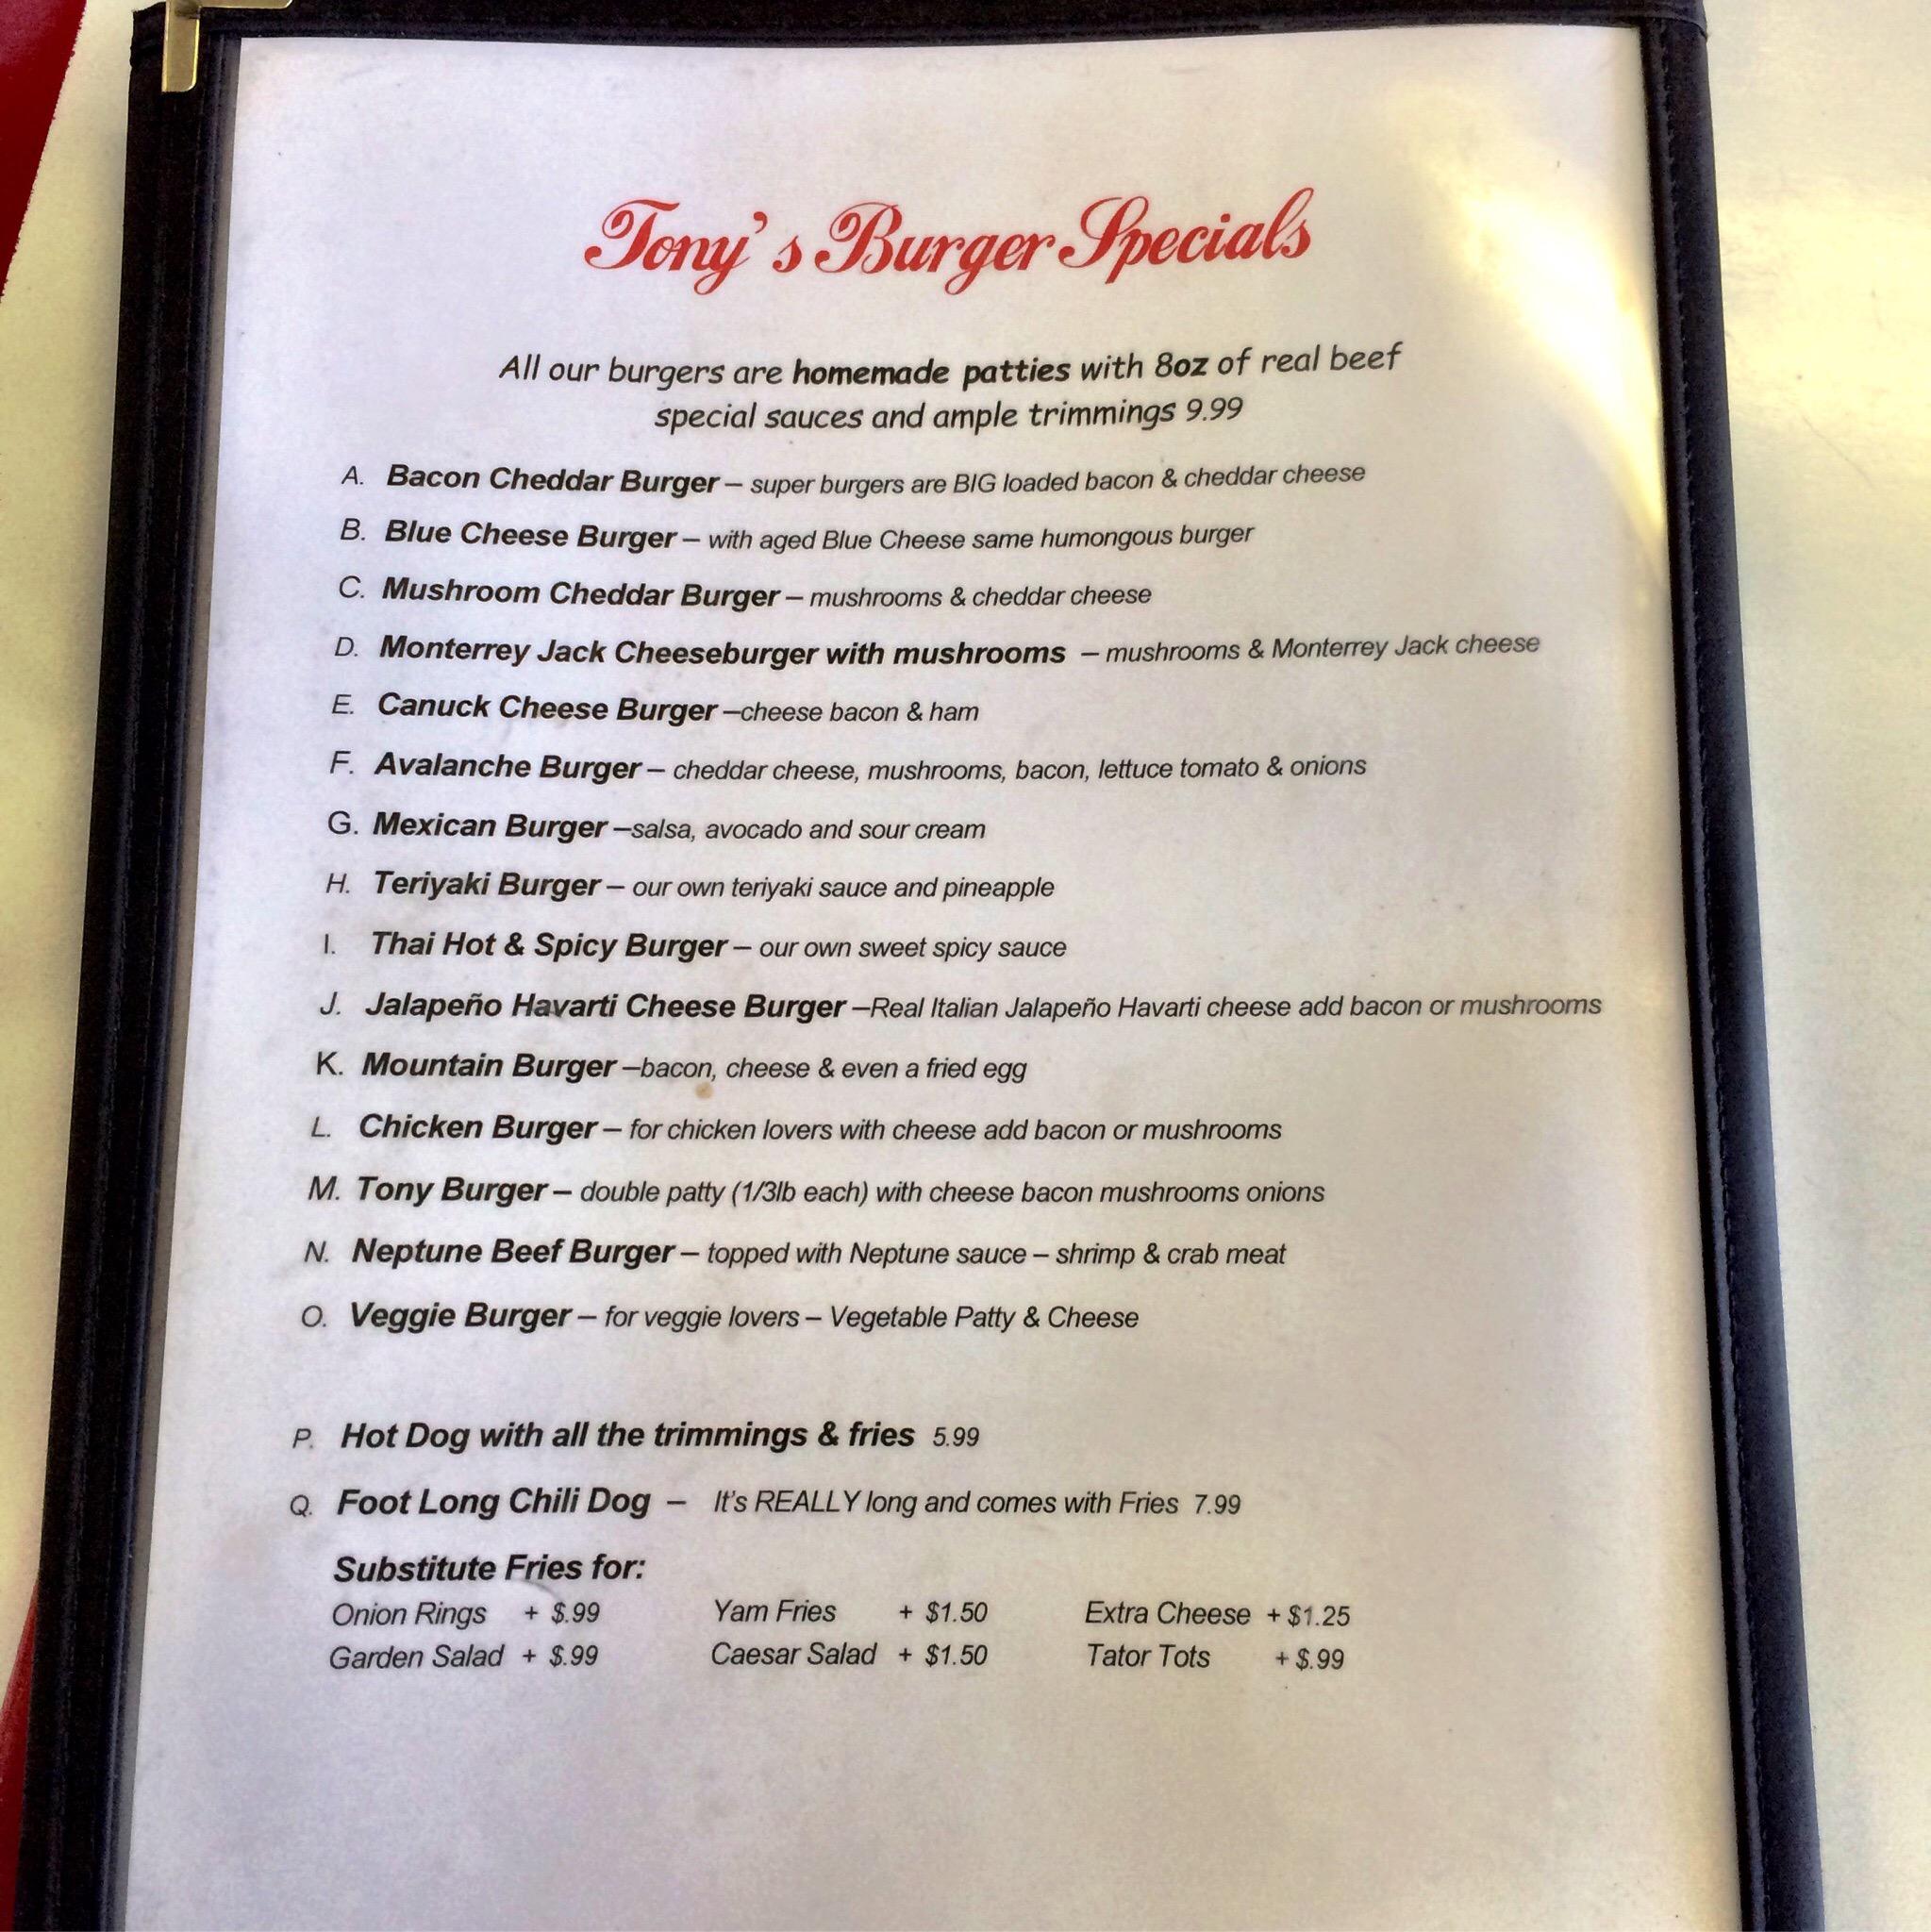 Tony's Burger Specials
All our burgers are homemade patties with 8oz of real beef
special sauces and ample trimmings 9.99
A. Bacon Cheddar Burger – super burgers are BIG loaded bacon & cheddar cheese
B. Blue Cheese Burger – with aged Blue Cheese same humongous burger
C. Mushroom Cheddar Burger – mushrooms & cheddar cheese
D. Monterrey Jack Cheeseburger with mushrooms – mushrooms & Monterrey Jack cheese
E. Canuck Cheese Burger –cheese bacon & ham
F. Avalanche Burger – cheddar cheese, mushrooms, bacon, lettuce tomato & onions
G. Mexican Burger –salsa, avocado and sour cream
H. Teriyaki Burger – our own teriyaki sauce and pineapple
I. Thai Hot & Spicy Burger – our own sweet spicy sauce
J. Jalapeño Havarti Cheese Burger –Real Italian Jalapeño Havarti cheese add bacon or mushrooms
K. Mountain Burger –bacon, cheese & even a fried egg
L. Chicken Burger – for chicken lovers with cheese add bacon or mushrooms
M. Tony Burger – double patty (1/3lb each) with cheese bacon mushrooms onions
N. Neptune Beef Burger – topped with Neptune sauce – shrimp & crab meat
O. Veggie Burger – for veggie lovers – Vegetable Patty & Cheese
P. Hot Dog with all the trimmings & fries 5.99
Q. Foot Long Chili Dog – It's REALLY long and comes with Fries 7.99
Substitute Fries for:
Onion Rings + $.99 Yam Fries + $1.50 Extra Cheese + $1.25
Garden Salad + $.99 Caesar Salad + $1.50 Tator Tots + $.99